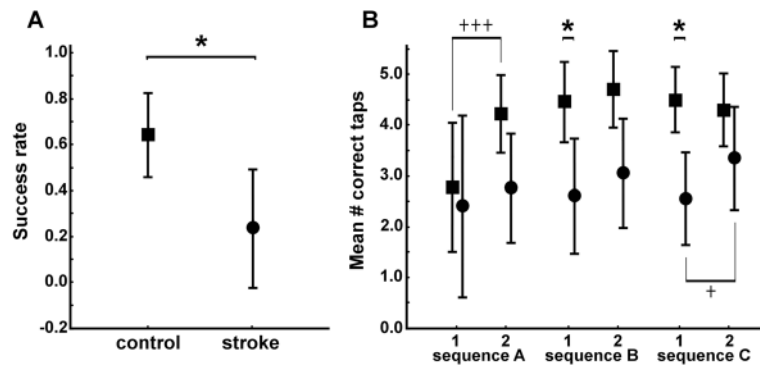 A
*
Success rate
1.0
0.8
0.6
0.4
0.2
0.0
-0.2
control stroke
B
+++ * *
Mean # correct taps
5.0
4.0
3.0
2.0
1.0
0.0
+
1 2 1 2 1 2
sequence A sequence B sequence C